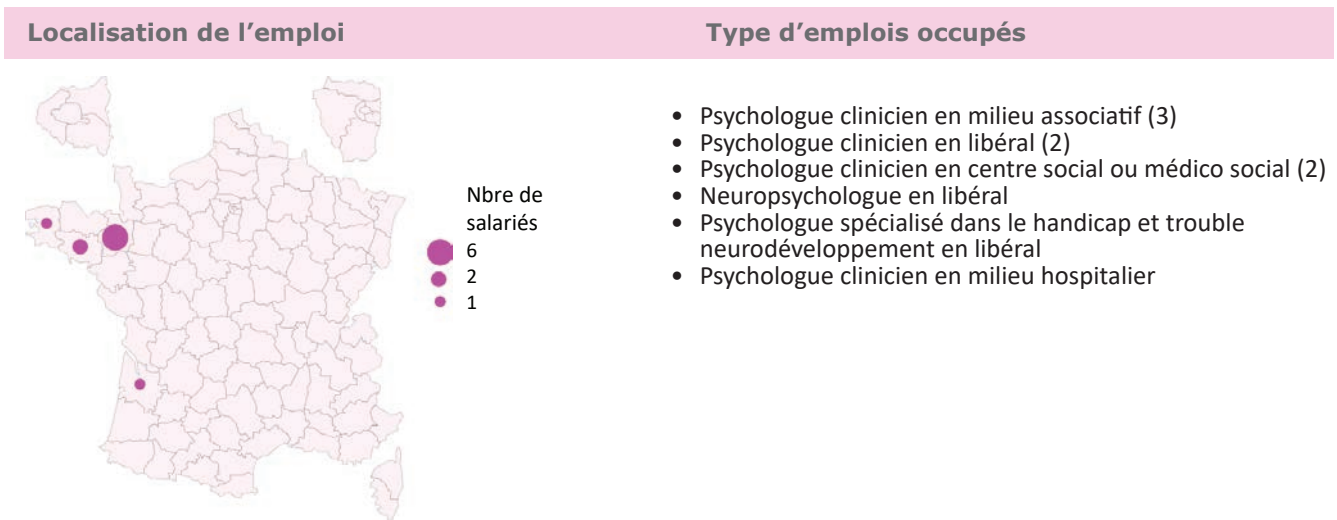 Localisation de l’emploi
Type d’emplois occupés
Nbre de
salariés
6
2
1
• Psychologue clinicien en milieu associatif (3)
• Psychologue clinicien en libéral (2)
• Psychologue clinicien en centre social ou médico social (2)
• Neuropsychologue en libéral
• Psychologue spécialisé dans le handicap et trouble
neurodéveloppement en libéral
• Psychologue clinicien en milieu hospitalier